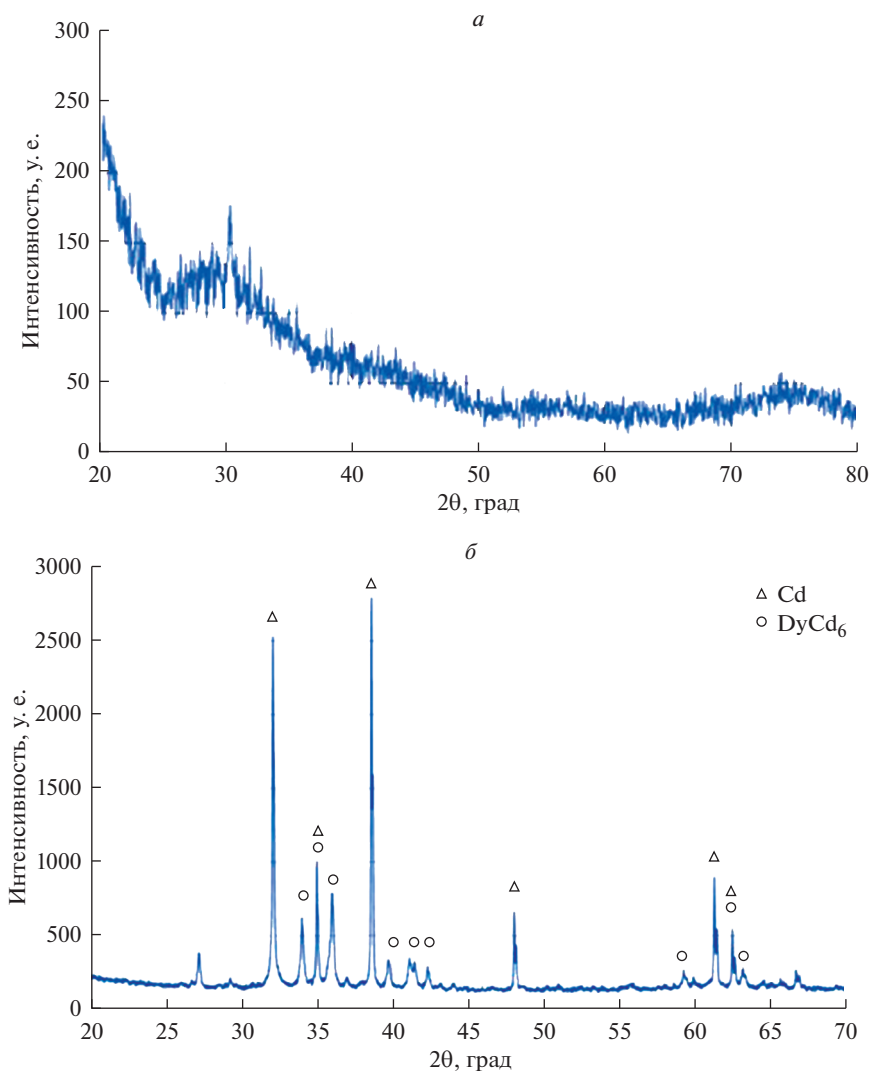 а
300
250
200
150
100
50
0
Интенсивность, у. е.
20 30 40 50 60 70 80
2θ, град
б
3000
2500
2000
1500
1000
500
0
Интенсивность, у. е.
Cd
DyCd₆
20 25 30 35 40 45 50 55 60 65 70
2θ, град